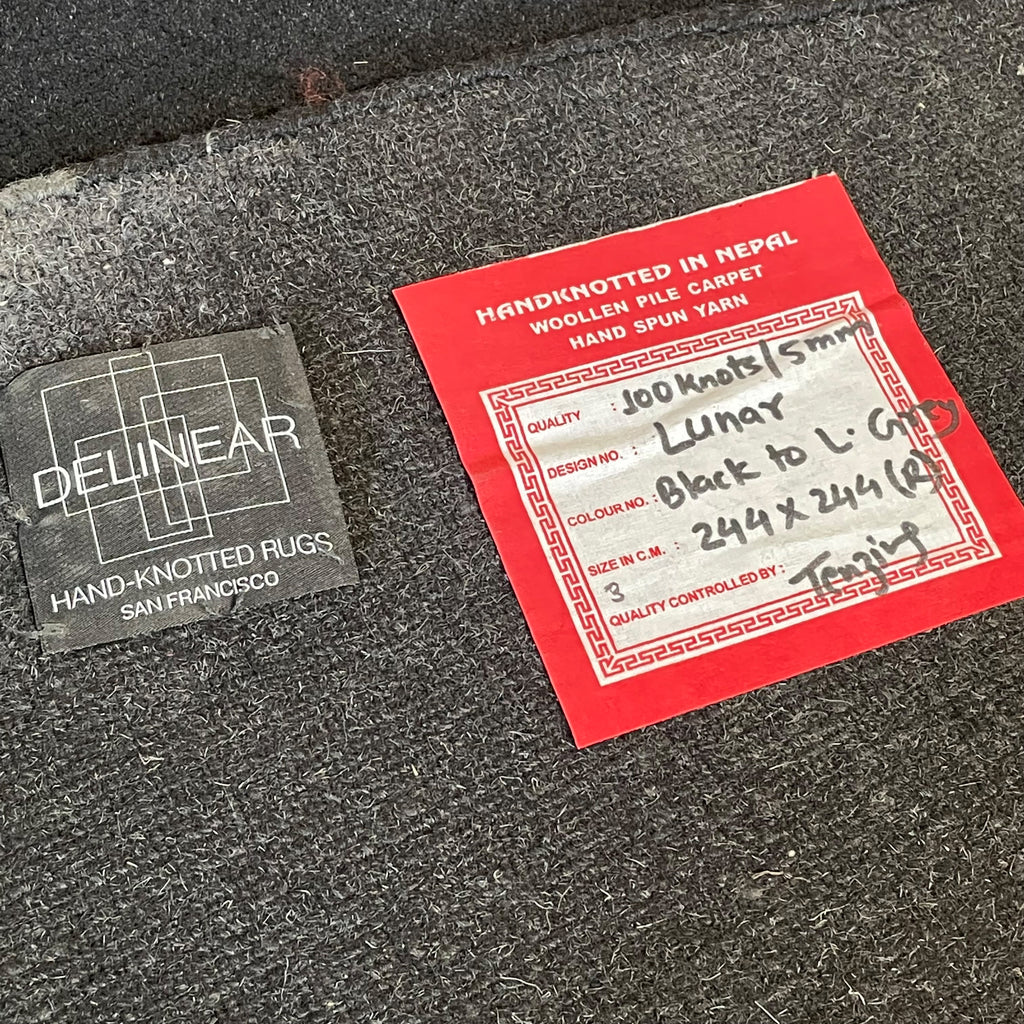 DELINEAR
HAND-KNOTTED RUGS
SAN FRANCISCO
HANDKNOTTED IN NEPAL
WOOLLEN PILE CARPET
HAND SPUN YARN
QUALITY : 100 Knots/5mm
DESIGN NO. : Lunar
COLOUR NO. : Black to L. Grey
SIZE IN C.M. : 244 x 244 (R)
3
QUALITY CONTROLLED BY : Tenzing